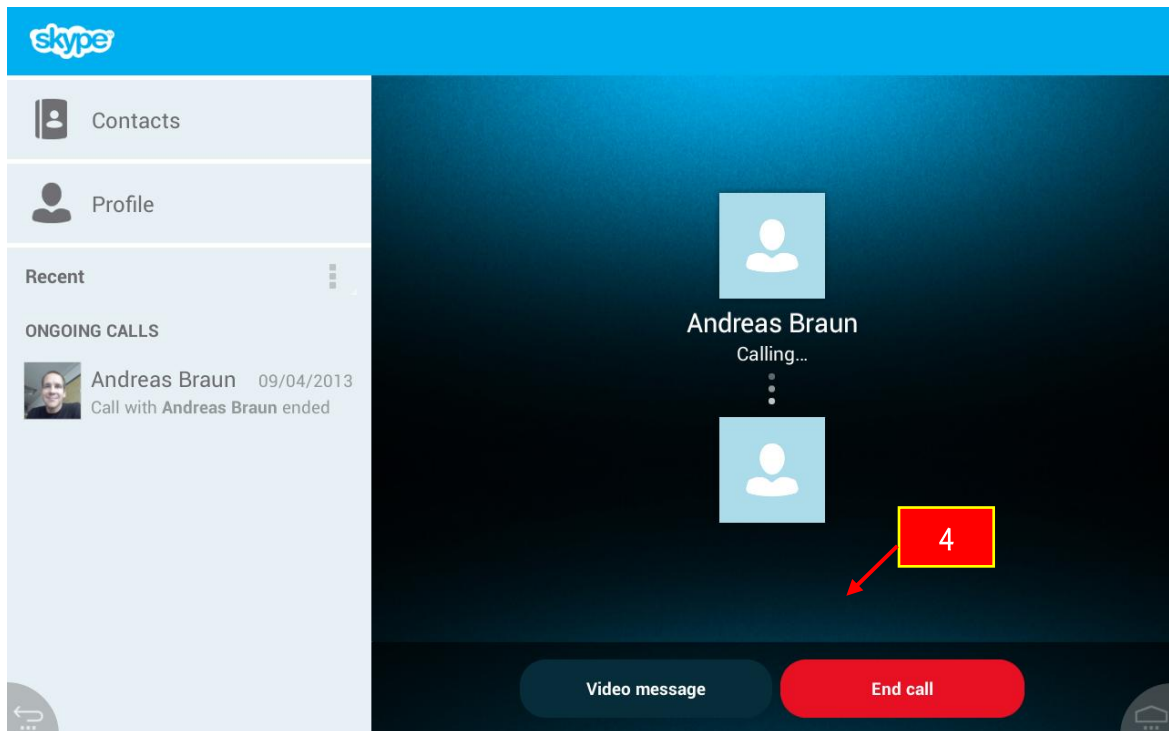 skype
Contacts
Profile
Recent
ONGOING CALLS
Andreas Braun 09/04/2013
Call with Andreas Braun ended
Andreas Braun
Calling...
4
Video message
End call